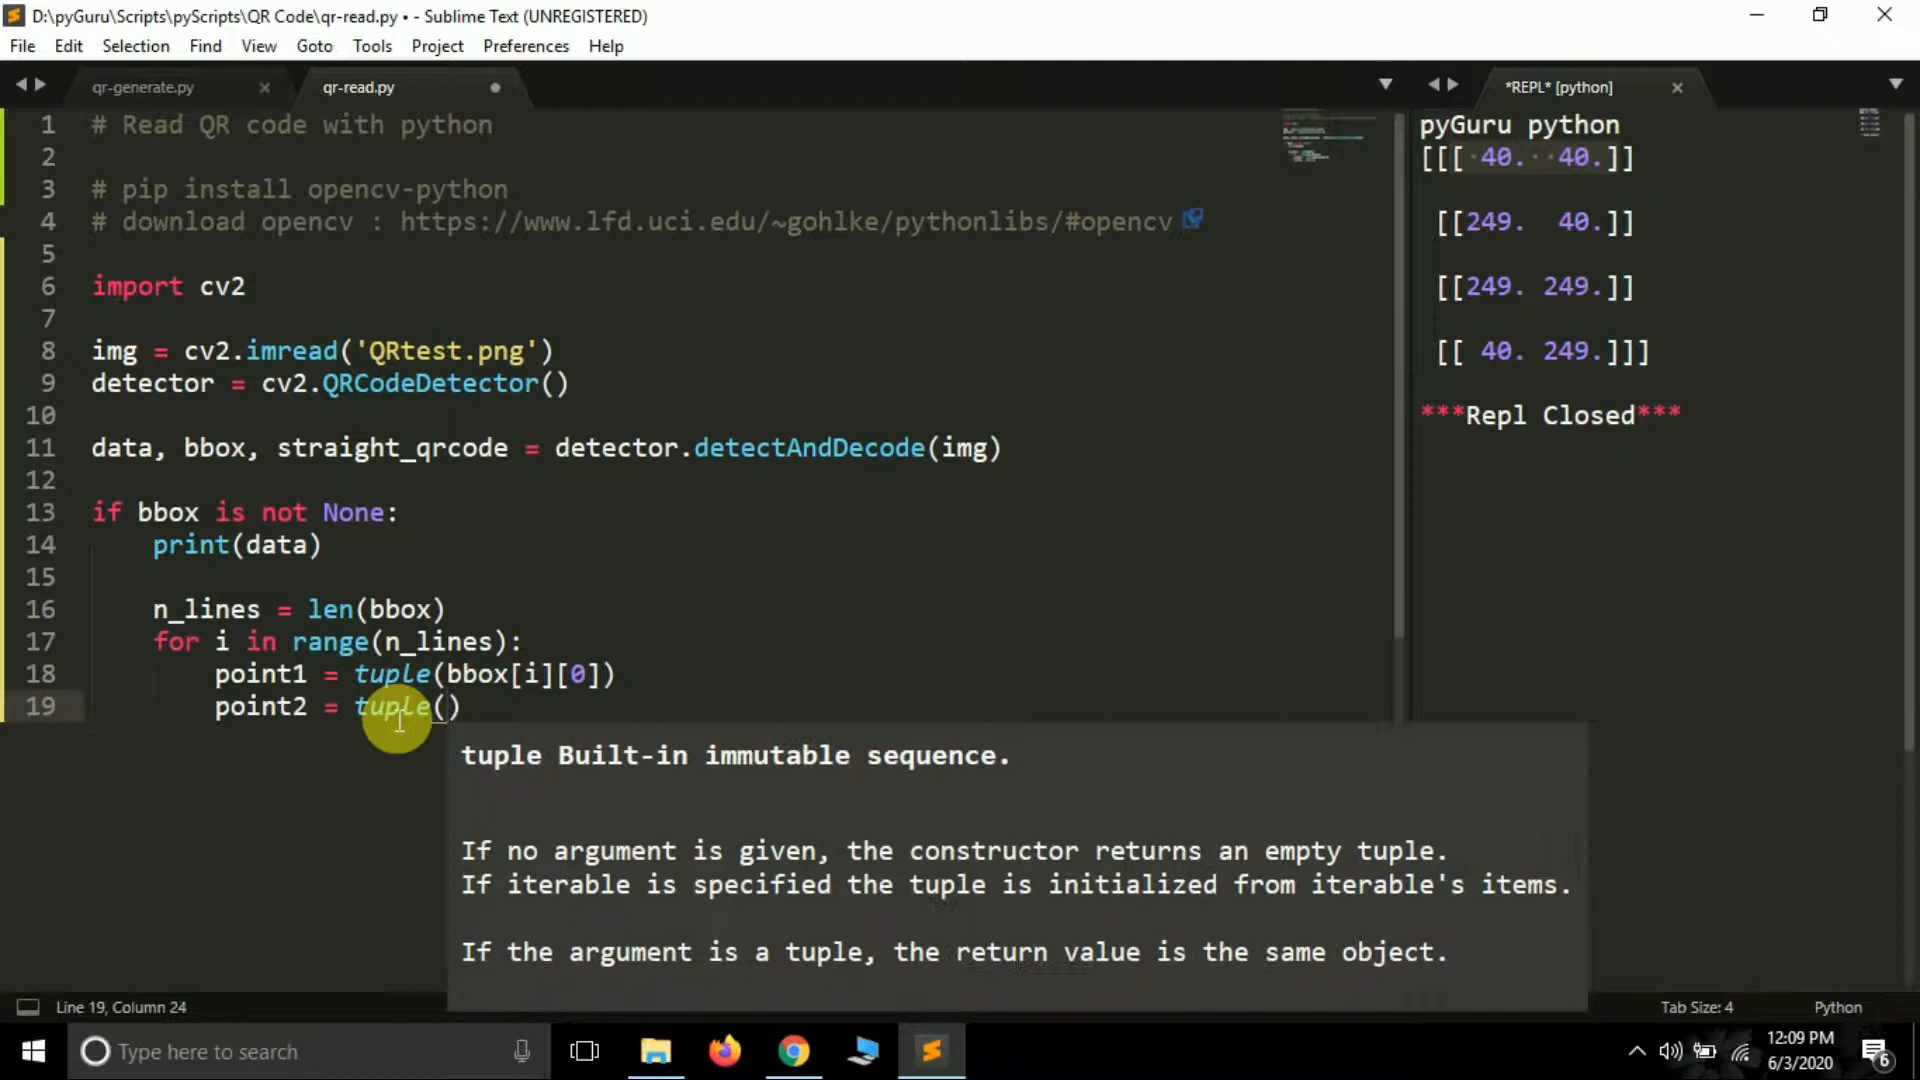 D:\pyGuru\Scripts\pyScripts\QR Code\qr-read.py • - Sublime Text (UNREGISTERED)
File Edit Selection Find View Goto Tools Project Preferences Help
qr-generate.py
qr-read.py
*REPL* [python]
1 # Read QR code with python
2
3 # pip install opencv-python
4 # download opencv : https://www.lfd.uci.edu/~gohlke/pythonlibs/#opencv
5
6 import cv2
7
8 img = cv2.imread('QRtest.png')
9 detector = cv2.QRCodeDetector()
10
11 data, bbox, straight_qrcode = detector.detectAndDecode(img)
12
13 if bbox is not None:
14     print(data)
15
16     n_lines = len(bbox)
17     for i in range(n_lines):
18         point1 = tuple(bbox[i][0])
19         point2 = tuple()
tuple Built-in immutable sequence.
If no argument is given, the constructor returns an empty tuple.
If iterable is specified the tuple is initialized from iterable's items.
If the argument is a tuple, the return value is the same object.
pyGuru python
[[[ 40.  40.]]
[[249.  40.]]
[[249. 249.]]
[[ 40. 249.]]]
***Repl Closed***
Line 19, Column 24
Tab Size: 4
Python
Type here to search
12:09 PM
6/3/2020
6